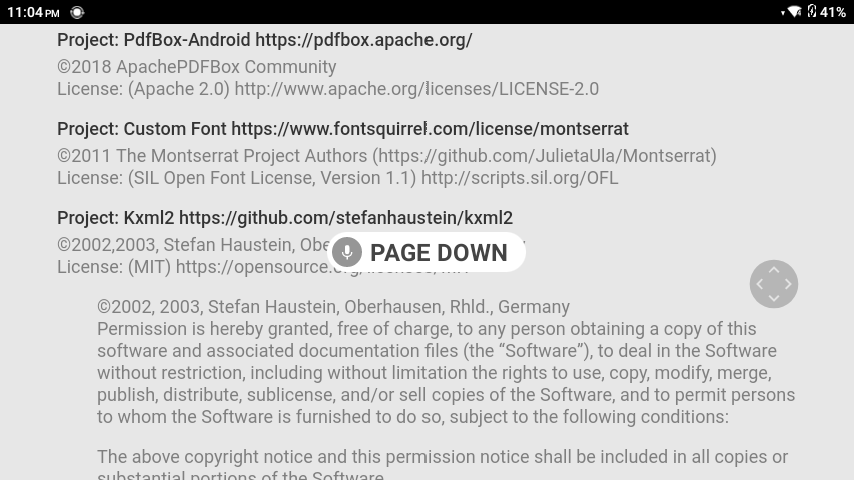 11:04 PM
41%
Project: PdfBox-Android https://pdfbox.apache.org/
©2018 ApachePDFBox Community
License: (Apache 2.0) http://www.apache.org/licenses/LICENSE-2.0
Project: Custom Font https://www.fontsquirrel.com/license/montserrat
©2011 The Montserrat Project Authors (https://github.com/JulietaUla/Montserrat)
License: (SIL Open Font License, Version 1.1) http://scripts.sil.org/OFL
Project: Kxml2 https://github.com/stefanhaustein/kxml2
©2002,2003, Stefan Haustein,
PAGE DOWN
License: (MIT)
©2002, 2003, Stefan Haustein, Oberhausen, Rhld., Germany
Permission is hereby granted, free of charge, to any person obtaining a copy of this
software and associated documentation files (the “Software”), to deal in the Software
without restriction, including without limitation the rights to use, copy, modify, merge,
publish, distribute, sublicense, and/or sell copies of the Software, and to permit persons
to whom the Software is furnished to do so, subject to the following conditions:
The above copyright notice and this permission notice shall be included in all copies or
substantial portions of the Software.